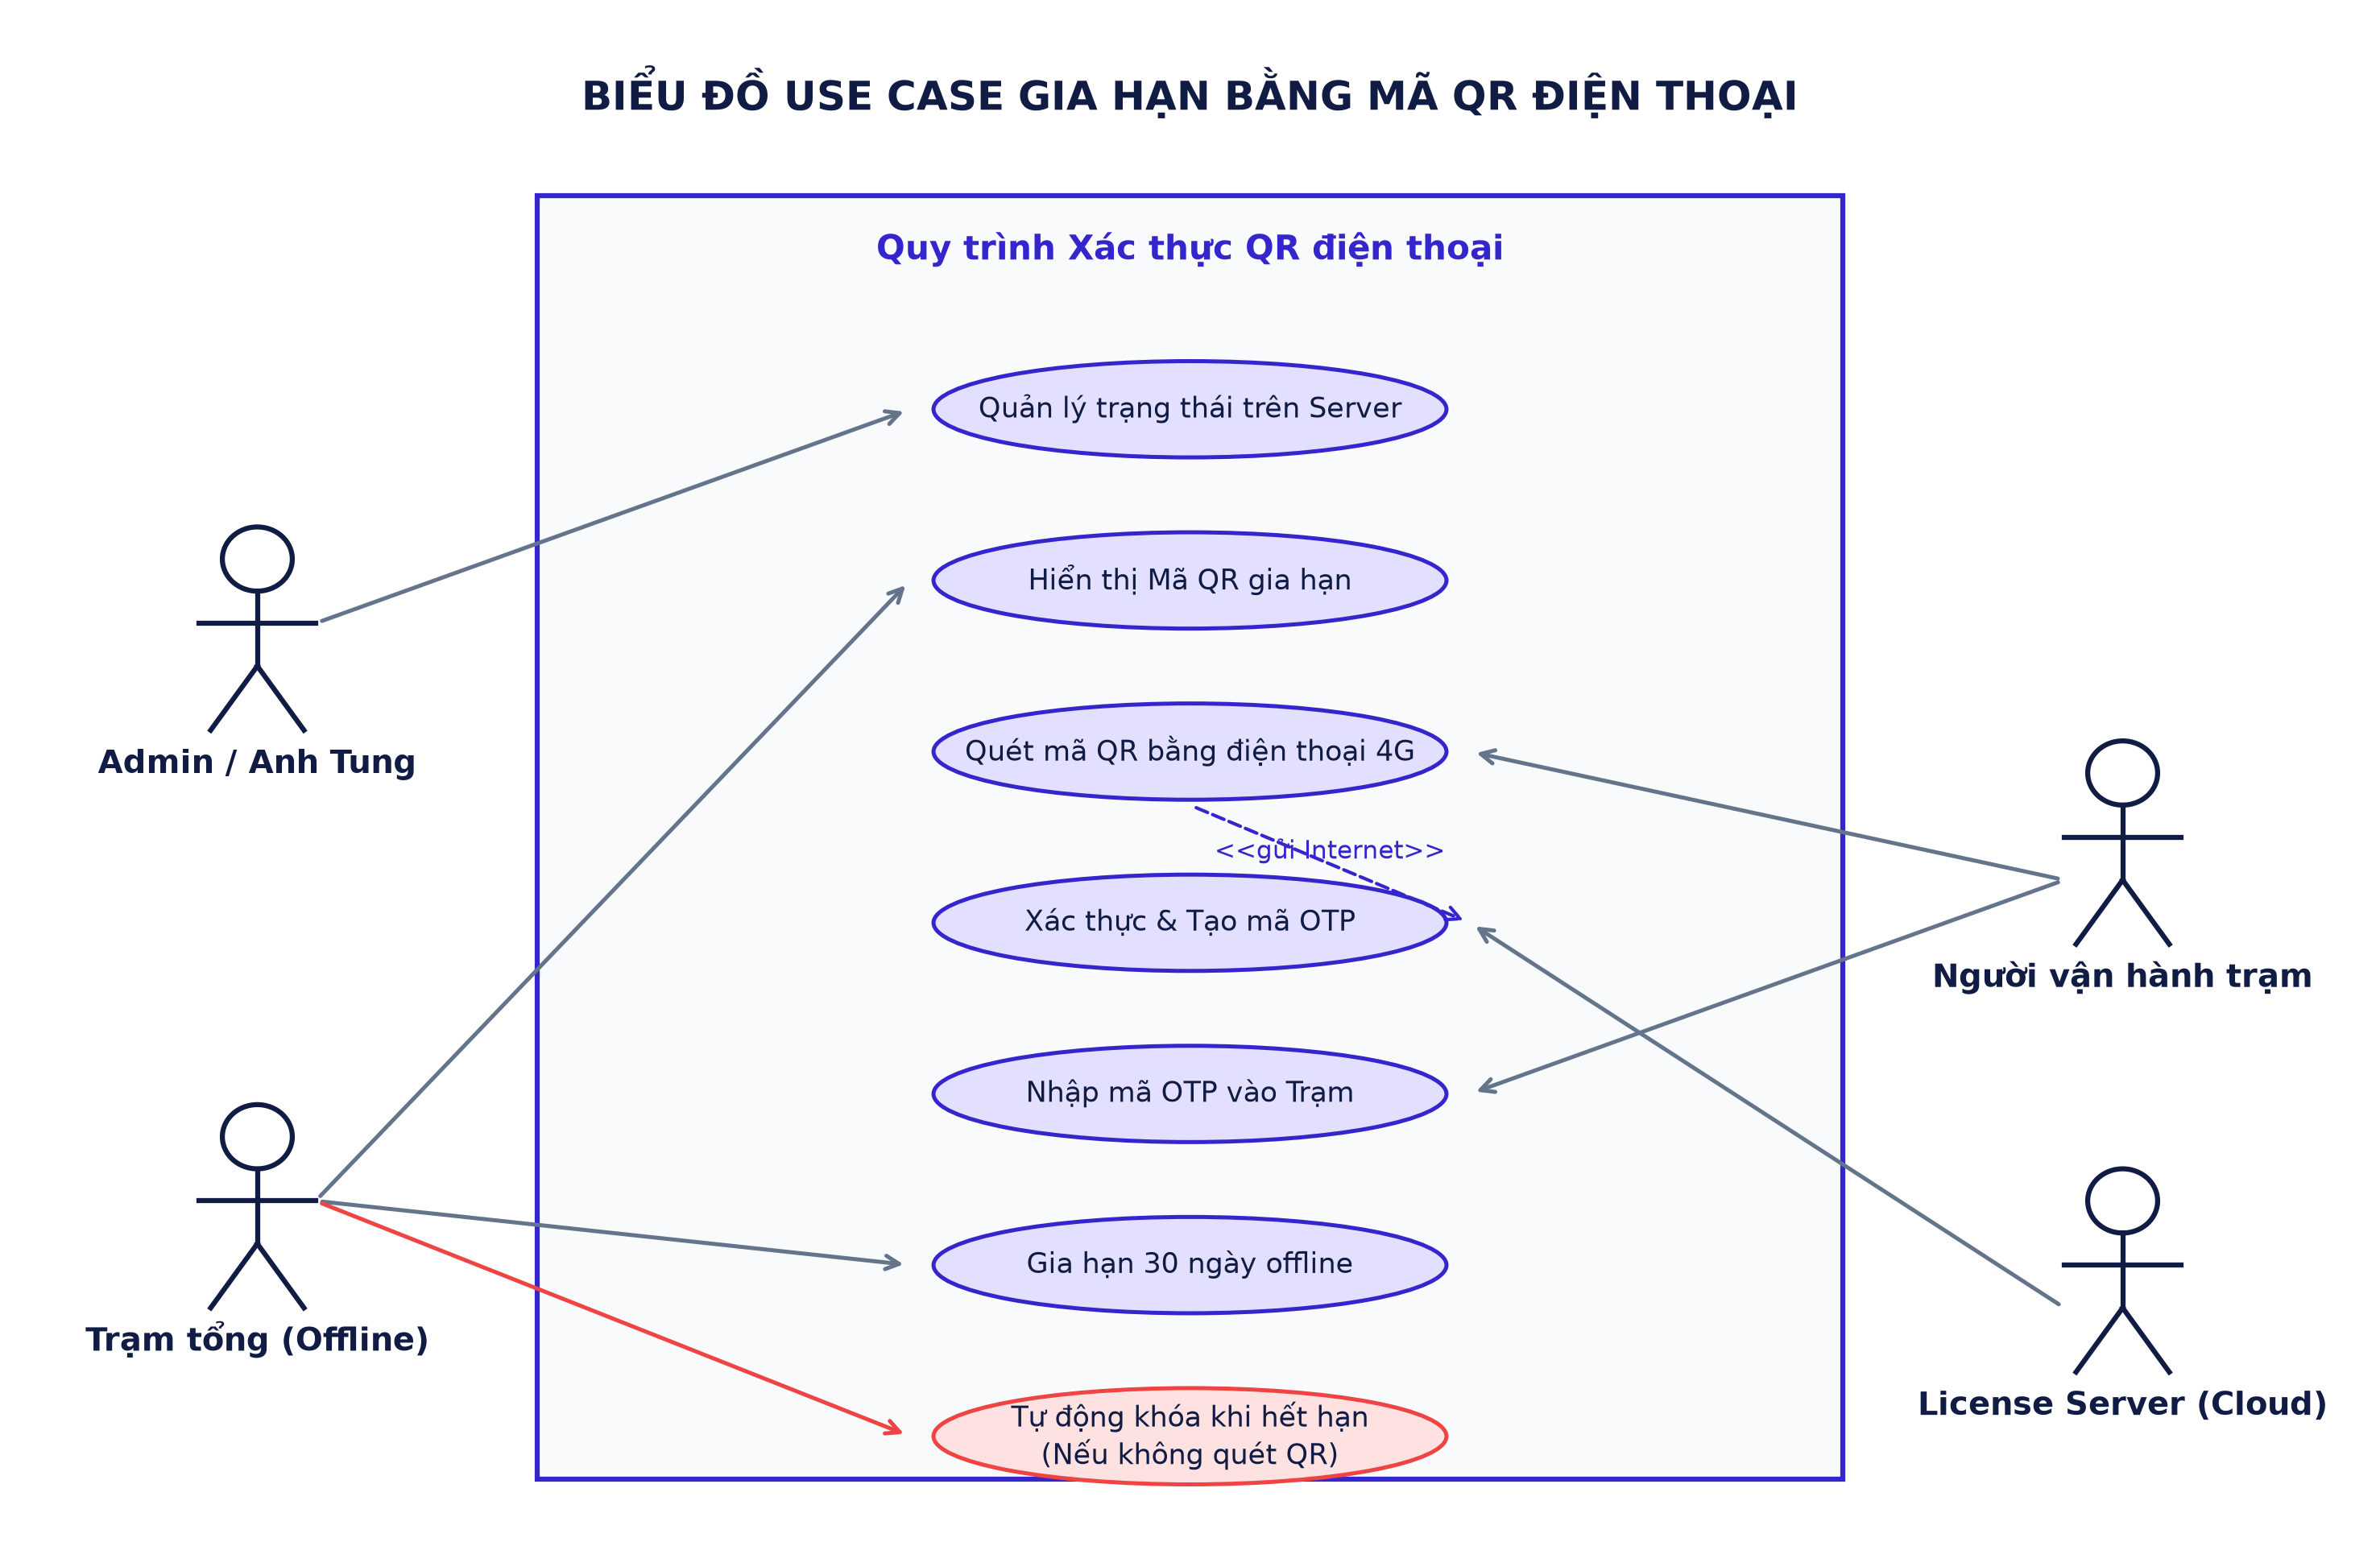 BIỂU ĐỒ USE CASE GIA HẠN BẰNG MÃ QR ĐIỆN THOẠI
Quy trình Xác thực QR điện thoại
Quản lý trạng thái trên Server
Hiển thị Mã QR gia hạn
Quét mã QR bằng điện thoại 4G
<<gửi Internet>>
Xác thực & Tạo mã OTP
Nhập mã OTP vào Trạm
Gia hạn 30 ngày offline
Tự động khóa khi hết hạn
(Nếu không quét QR)
Admin / Anh Tung
Trạm tổng (Offline)
Người vận hành trạm
License Server (Cloud)